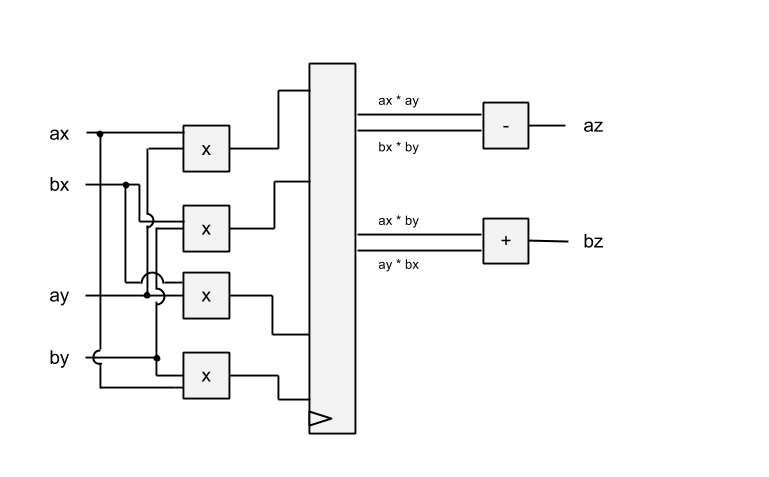 ax
bx
ay
by
x
x
x
x
ax * ay
bx * by
ax * by
ay * bx
-
+
az
bz